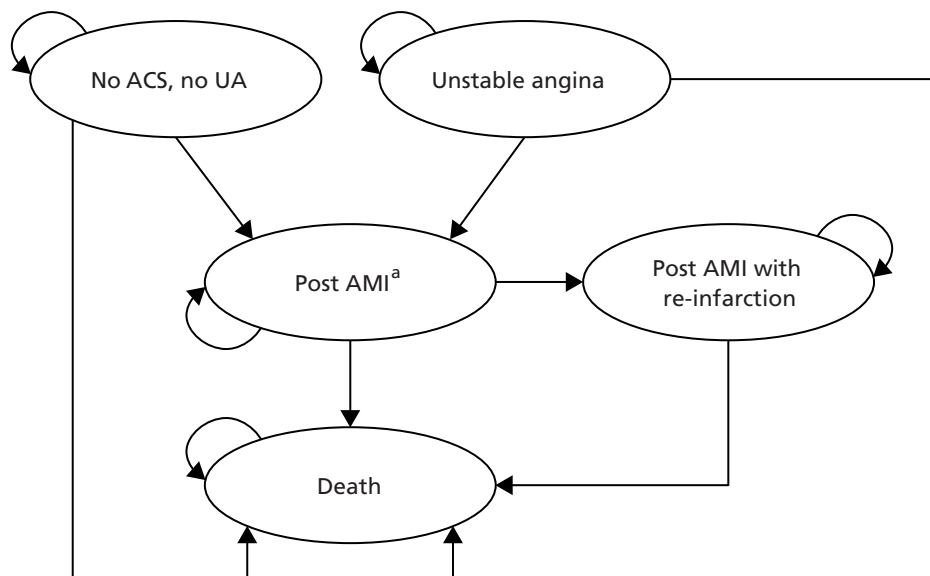 No ACS, no UA
Unstable angina
Post AMIᵃ
Post AMI with
re-infarction
Death